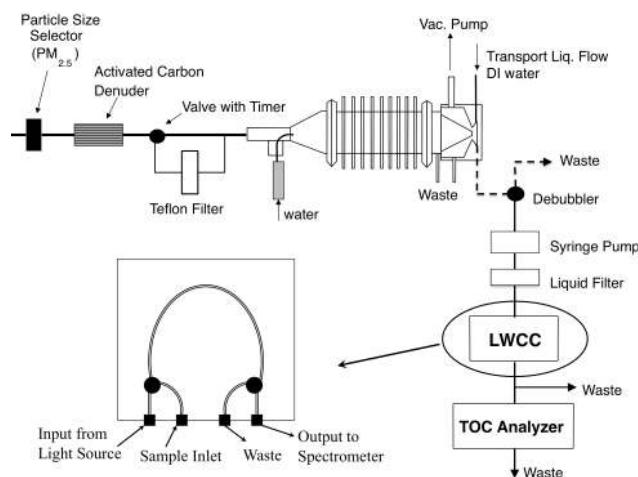 Particle Size
Selector
(PM2.5)
Activated Carbon
Denuder
Valve with Timer
Teflon Filter
water
Vac. Pump
Transport Liq. Flow
DI water
Waste
Waste
Debubbler
Syringe Pump
Liquid Filter
LWCC
Waste
TOC Analyzer
Waste
Input from
Light Source
Sample Inlet
Waste
Output to
Spectrometer